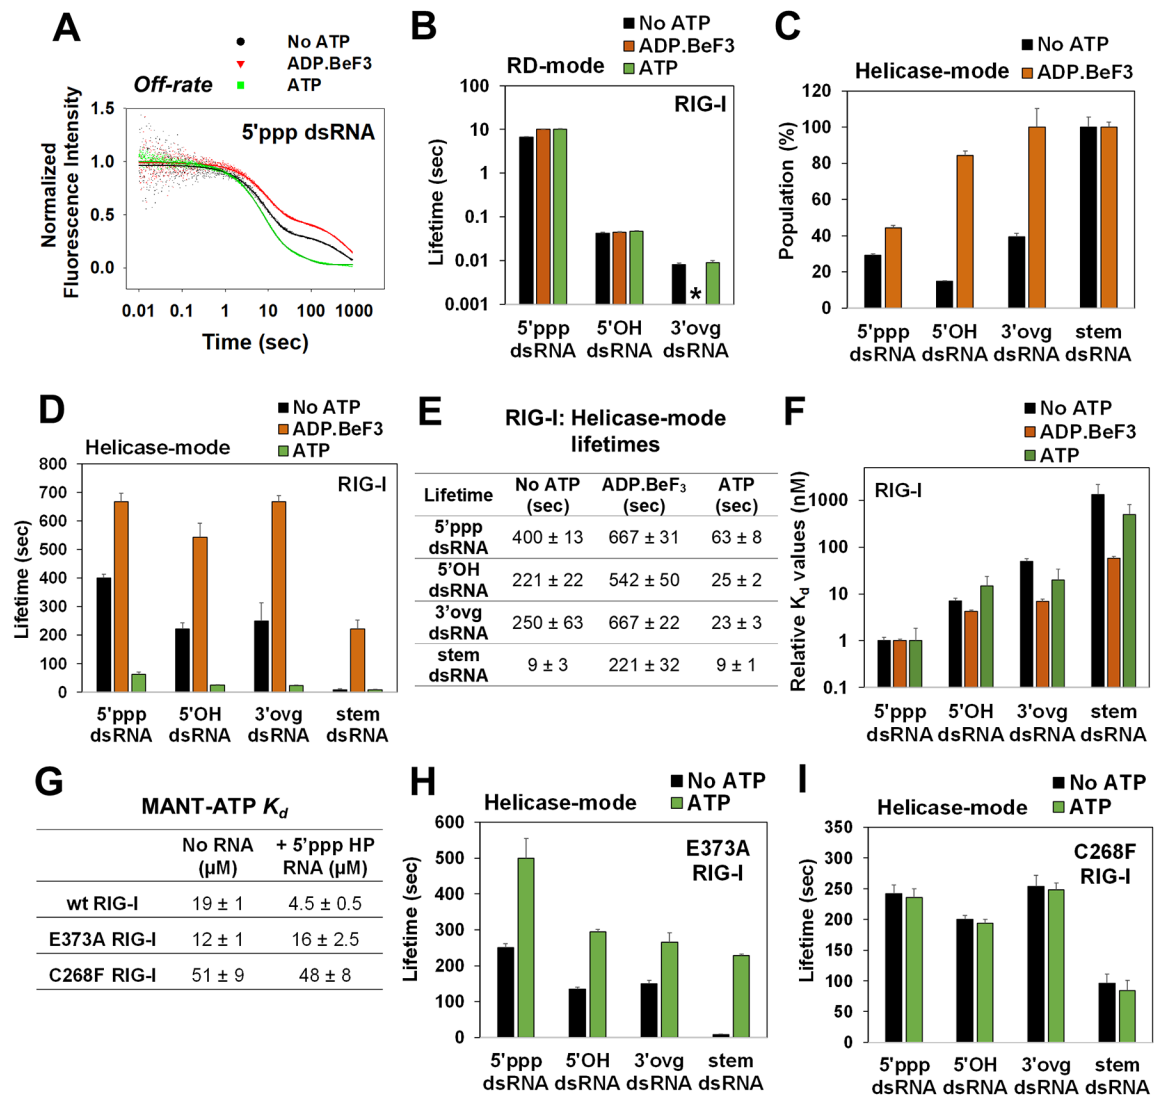 A
No ATP
ADP.BeF3
ATP
Off-rate
5'ppp dsRNA
Normalized
Fluorescence Intensity
1.5
1.0
0.5
0.0
0.01 0.1 1 10 100 1000
Time (sec)
B
No ATP
ADP.BeF3
ATP
RD-mode
RIG-I
Lifetime (sec)
100
10
1
0.1
0.01
0.001
*
5'ppp dsRNA
5'OH dsRNA
3'ovg dsRNA
C
No ATP
ADP.BeF3
Helicase-mode
Population (%)
120
100
80
60
40
20
0
5'ppp dsRNA
5'OH dsRNA
3'ovg dsRNA
stem dsRNA
D
No ATP
ADP.BeF3
ATP
Helicase-mode
RIG-I
Lifetime (sec)
800
700
600
500
400
300
200
100
0
5'ppp dsRNA
5'OH dsRNA
3'ovg dsRNA
stem dsRNA
E
RIG-I: Helicase-mode
lifetimes
Lifetime No ATP (sec) ADP.BeF₃ (sec) ATP (sec)
5'ppp dsRNA 400 ± 13 667 ± 31 63 ± 8
5'OH dsRNA 221 ± 22 542 ± 50 25 ± 2
3'ovg dsRNA 250 ± 63 667 ± 22 23 ± 3
stem dsRNA 9 ± 3 221 ± 32 9 ± 1
F
No ATP
ADP.BeF3
ATP
RIG-I
Relative Kd values (nM)
1000
100
10
1
0.1
5'ppp dsRNA
5'OH dsRNA
3'ovg dsRNA
stem dsRNA
G
MANT-ATP Kd
No RNA (µM) + 5'ppp HP RNA (µM)
wt RIG-I 19 ± 1 4.5 ± 0.5
E373A RIG-I 12 ± 1 16 ± 2.5
C268F RIG-I 51 ± 9 48 ± 8
H
No ATP
ATP
Helicase-mode
E373A
RIG-I
Lifetime (sec)
600
500
400
300
200
100
0
5'ppp dsRNA
5'OH dsRNA
3'ovg dsRNA
stem dsRNA
I
No ATP
ATP
Helicase-mode
C268F
RIG-I
Lifetime (sec)
350
300
250
200
150
100
50
0
5'ppp dsRNA
5'OH dsRNA
3'ovg dsRNA
stem dsRNA